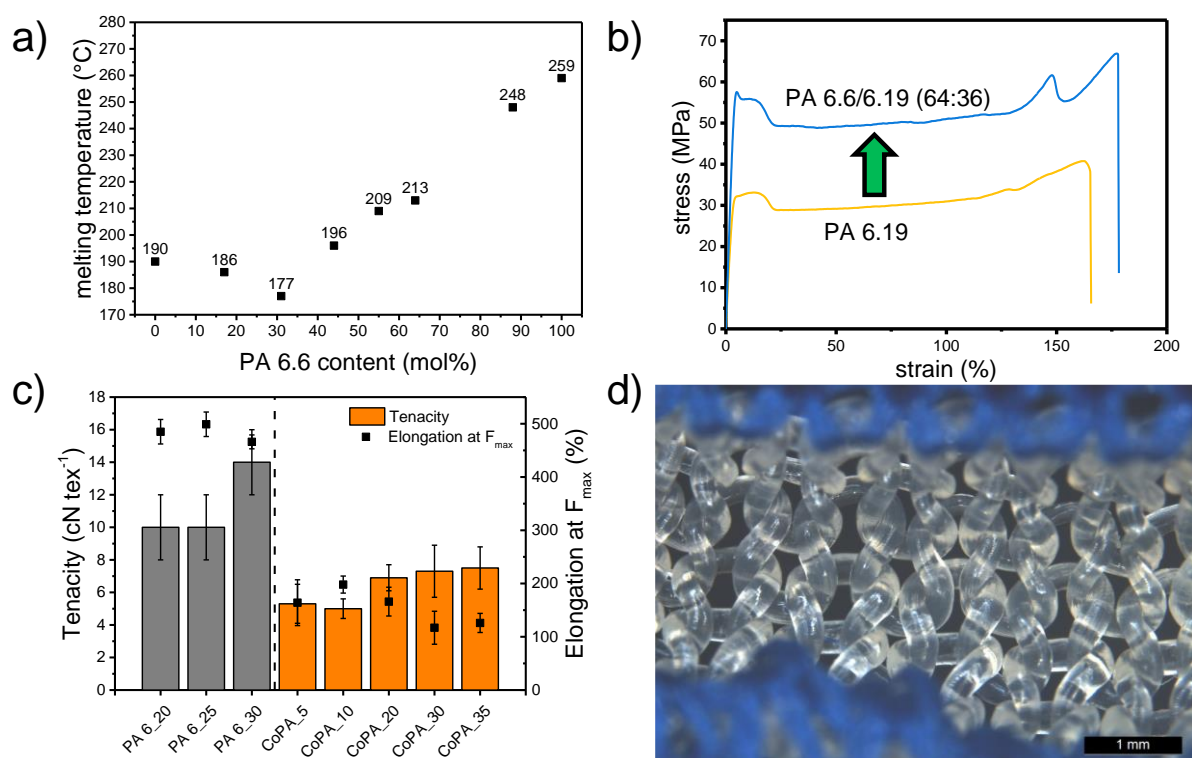 a)
melting temperature (°C)
280
270
260
250
240
230
220
210
200
190
180
170
190
186
177
196
209
213
248
259
0 10 20 30 40 50 60 70 80 90 100
PA 6.6 content (mol%)
b)
stress (MPa)
70
60
50
40
30
20
10
0
PA 6.6/6.19 (64:36)
PA 6.19
0 50 100 150 200
strain (%)
c)
Tenacity (cN tex⁻¹)
18
16
14
12
10
8
6
4
2
0
Tenacity
Elongation at Fmax
500
400
300
200
100
0
Elongation at Fmax (%)
PA 6_20
PA 6_25
PA 6_30
CoPA_5
CoPA_10
CoPA_20
CoPA_30
CoPA_35
d)
1 mm